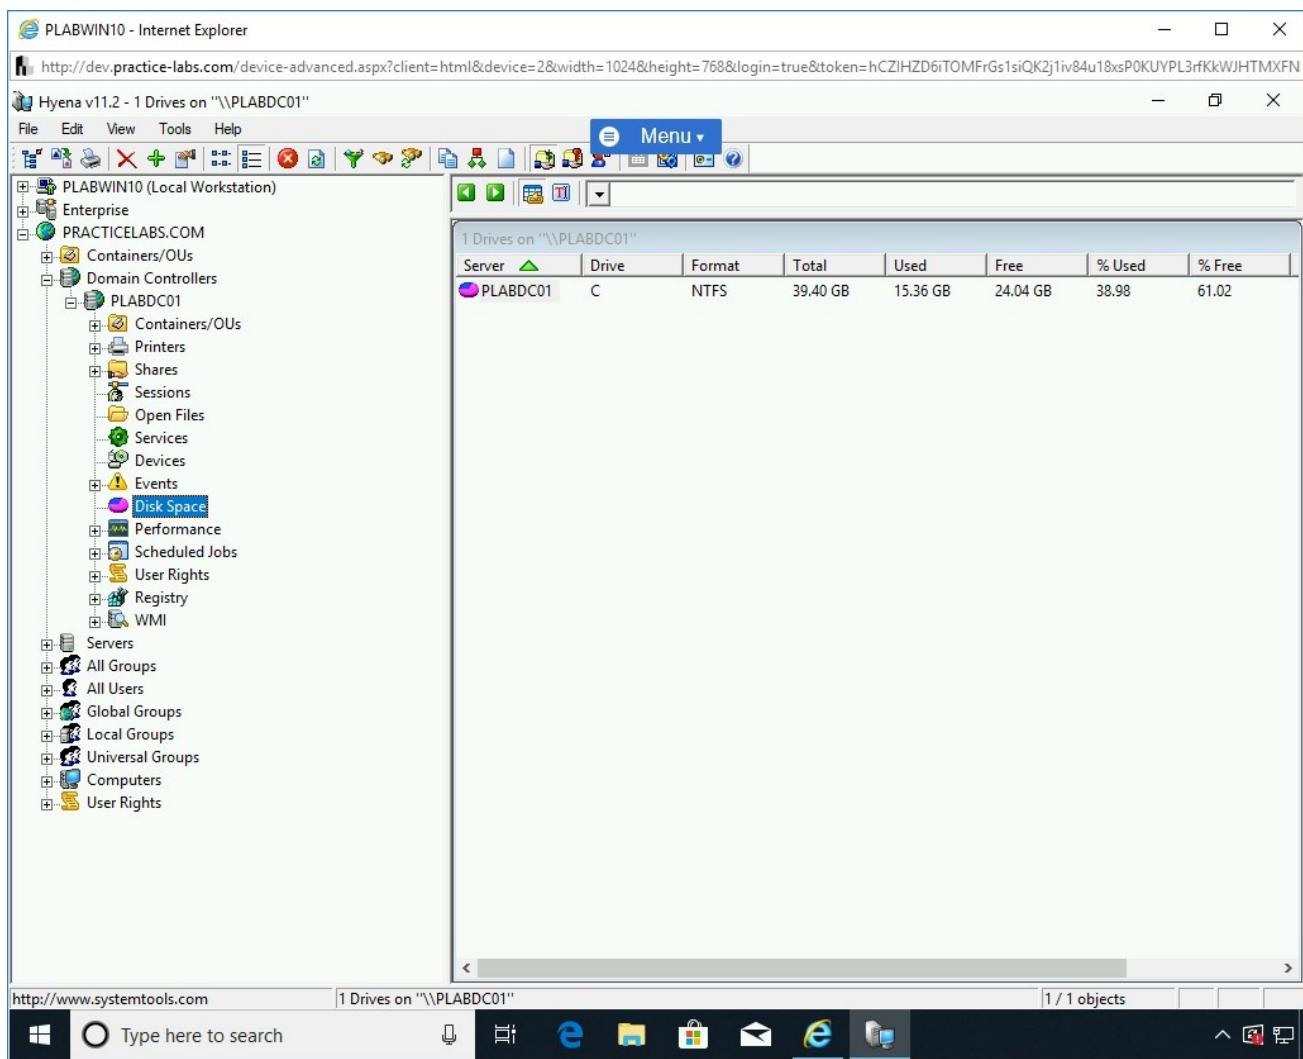 PLABWIN10 - Internet Explorer
http://dev.practice-labs.com/device-advanced.aspx?client=html&device=2&width=1024&height=768&login=true&token=hCZIHZD6iTOMFrGs1siQK2j1iv84u18xsP0KUYPL3rfKkWJHTMXFN
Hyena v11.2 - 1 Drives on "\\PLABDC01"
File Edit View Tools Help
Menu
PLABWIN10 (Local Workstation)
Enterprise
PRACTICELABS.COM
Containers/OUs
Domain Controllers
PLABDC01
Containers/OUs
Printers
Shares
Sessions
Open Files
Services
Devices
Events
Disk Space
Performance
Scheduled Jobs
User Rights
Registry
WMI
Servers
All Groups
All Users
Global Groups
Local Groups
Universal Groups
Computers
User Rights
1 Drives on "\\PLABDC01"
Server Drive Format Total Used Free % Used % Free
PLABDC01 C NTFS 39.40 GB 15.36 GB 24.04 GB 38.98 61.02
http://www.systemtools.com 1 Drives on "\\PLABDC01" 1 / 1 objects
Type here to search